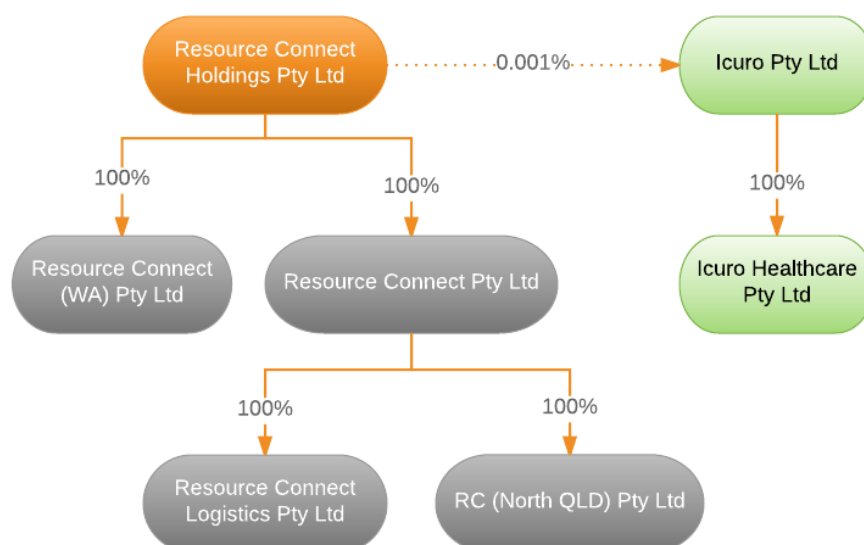 Resource Connect
Holdings Pty Ltd
0.001%
Icuro Pty Ltd
100%
100%
100%
Resource Connect
(WA) Pty Ltd
Resource Connect Pty Ltd
Icuro Healthcare
Pty Ltd
100%
100%
Resource Connect
Logistics Pty Ltd
RC (North QLD) Pty Ltd